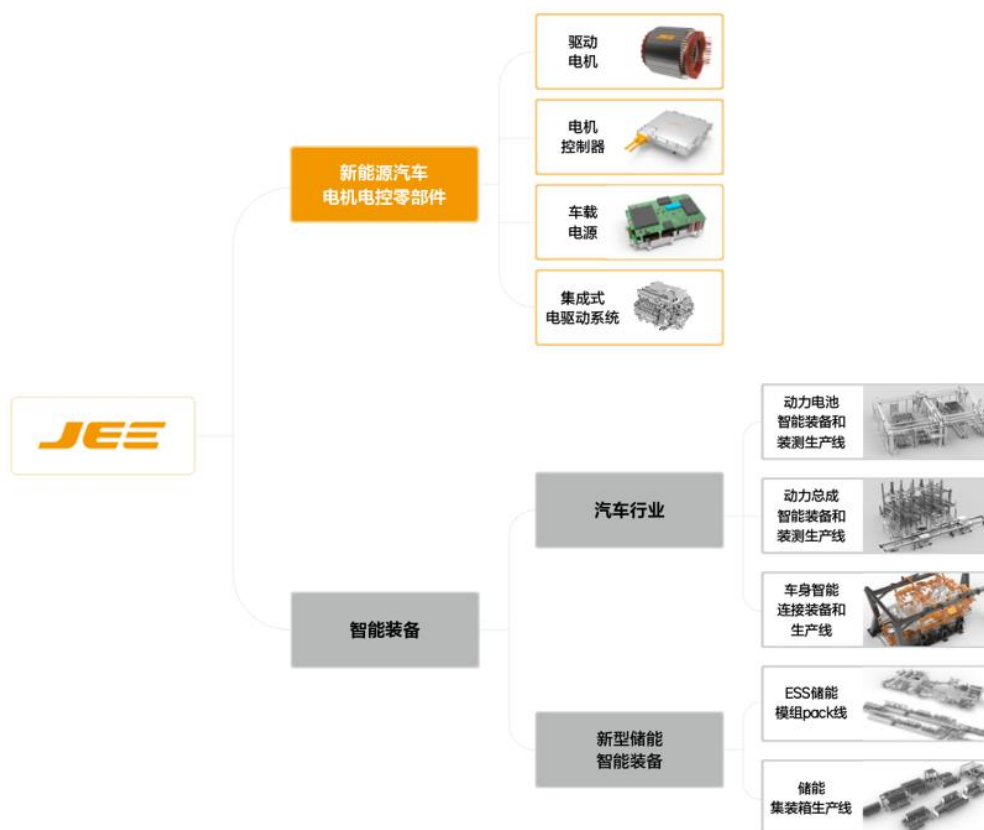 驱动
电机
电机
控制器
新能源汽车
电机电控零部件
车载
电源
集成式
电驱动系统
JEE
动力电池
智能装备和
装测生产线
汽车行业
动力总成
智能装备和
装测生产线
车身智能
连接装备和
生产线
智能装备
新型储能
智能装备
ESS储能
模组pack线
储能
集装箱生产线